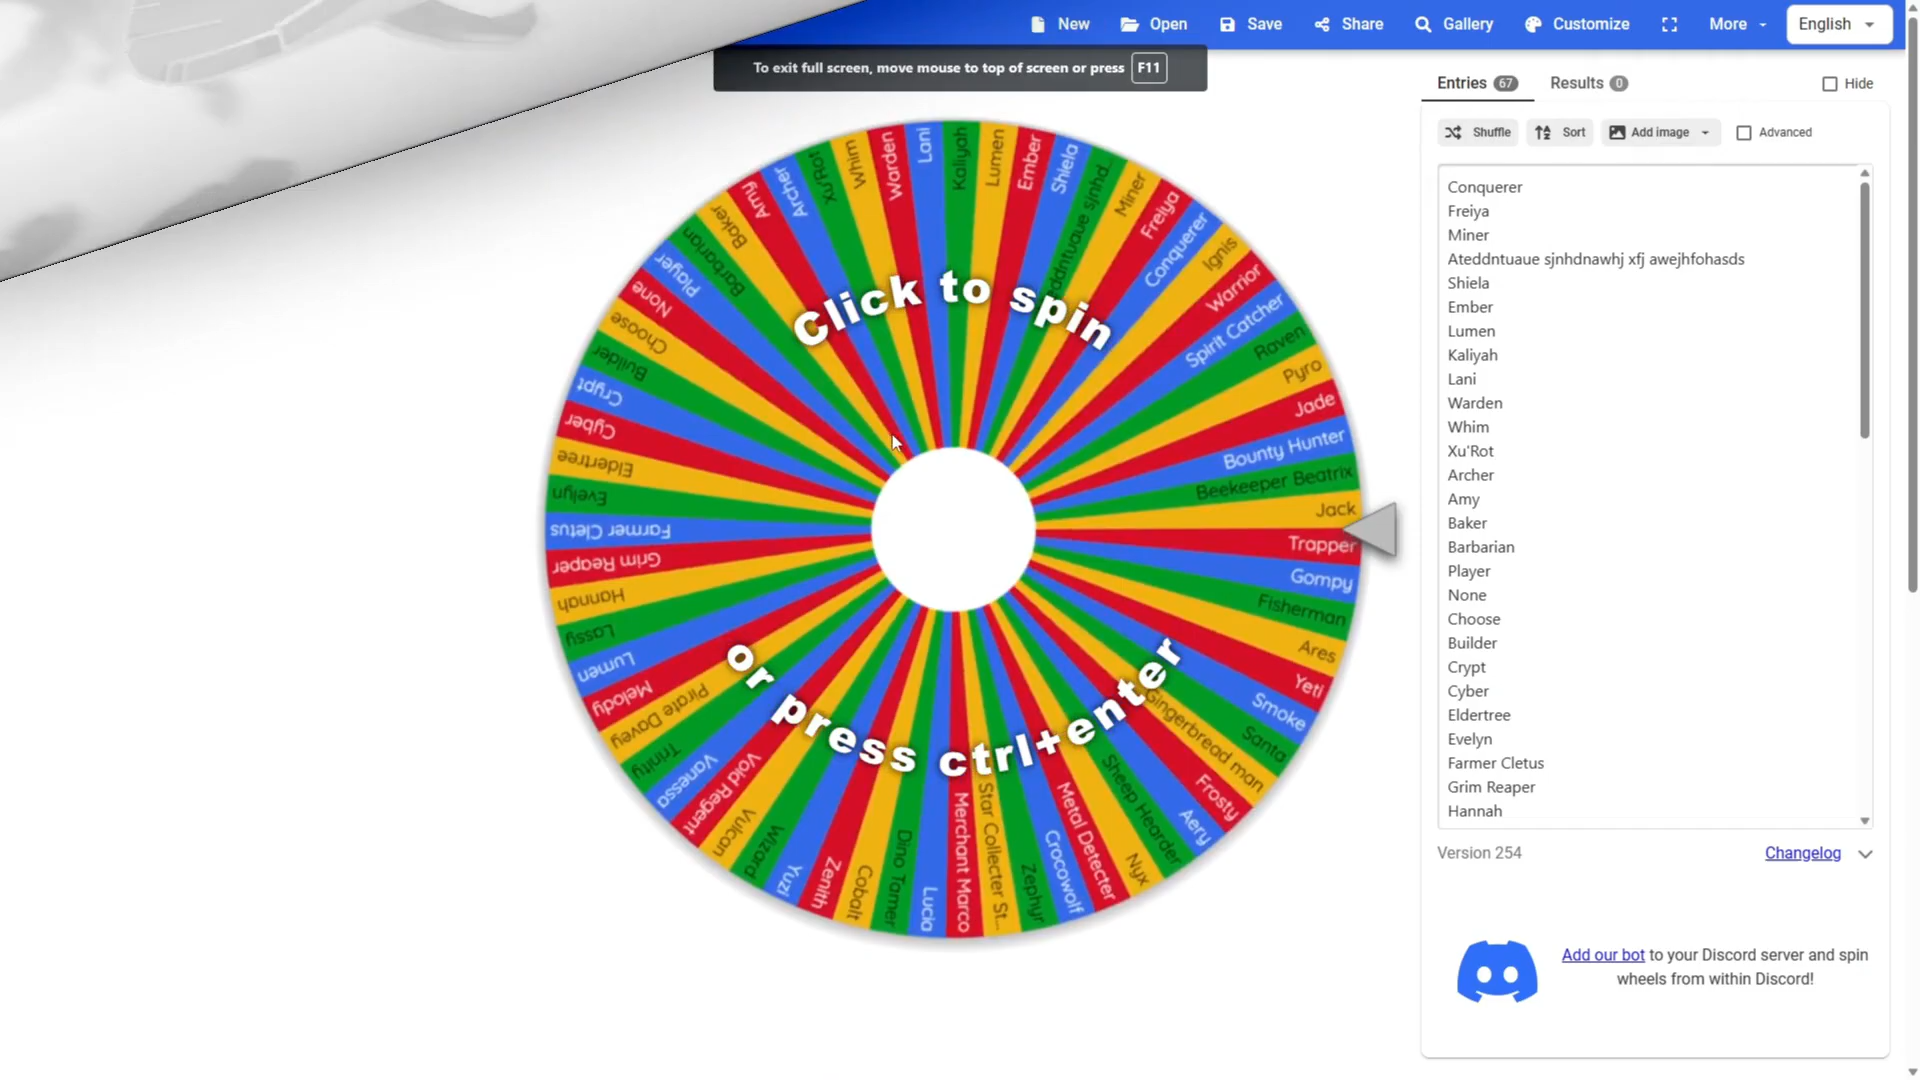 New Open Save Share Gallery Customize More English
To exit full screen, move mouse to top of screen or press F11
Entries 67 Results 0 Hide
Shuffle Sort Add image Advanced
Conquerer
Freiya
Miner
Ateddntuaue sjnhdnawhj xfj awejhfohasds
Shiela
Ember
Lumen
Kaliyah
Lani
Warden
Whim
Xu'Rot
Archer
Amy
Baker
Barbarian
Player
None
Choose
Builder
Crypt
Cyber
Eldertree
Evelyn
Farmer Cletus
Grim Reaper
Hannah
Version 254 Changelog
Add our bot to your Discord server and spin
wheels from within Discord!
Click to spin
or press ctrl+enter
Lani
Kaliyah
Lumen
Ember
Shiela
ddntuaue sjnhd...
Miner
Freiya
Conquerer
Ignis
Warrior
Spirit Catcher
Raven
Pyro
Jade
Bounty Hunter
Beekeeper Beatrix
Jack
Trapper
Gompy
Fisherman
Ares
Yeti
Smoke
Santa
Gingerbread man
Frosty
Aery
Sheep Hearder
Nyx
Metal Detecter
Crocowolf
Zephyr
Star Collecter St...
Merchant Marco
Lucia
Dino Tamer
Cobalt
Zenith
Yuzi
Wizard
Vulcan
Void Regent
Vanessa
Trinity
Pirate Davey
Melody
Lumen
Lassy
Hannah
Grim Reaper
Farmer Cletus
Evelyn
Eldertree
Cyber
Crypt
Builder
Choose
None
Player
Barbarian
Baker
Amy
Archer
Xu'Rot
Whim
Warden